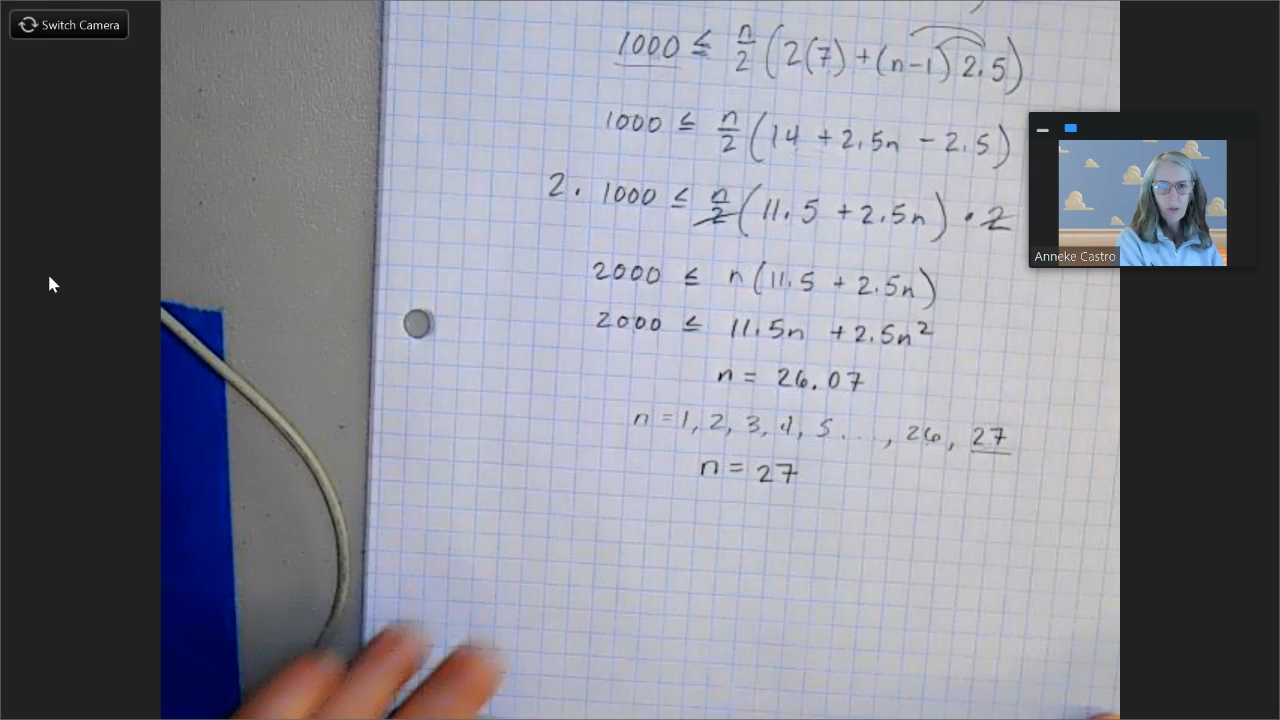 Switch Camera
1000 ≤ n/2 (2(7) + (n-1) 2.5)
1000 ≤ n/2 (14 + 2.5n - 2.5)
2. 1000 ≤ n/2 (11.5 + 2.5n) • 2
Anneke Castro
2000 ≤ n(11.5 + 2.5n)
2000 ≤ 11.5n + 2.5n²
n = 26.07
n = 1, 2, 3, 4, 5 ..., 26, 27
n = 27